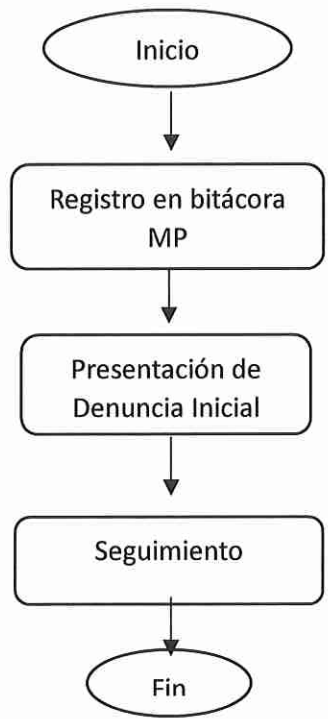 Inicio
Registro en bitácora
MP
Presentación de
Denuncia Inicial
Seguimiento
Fin